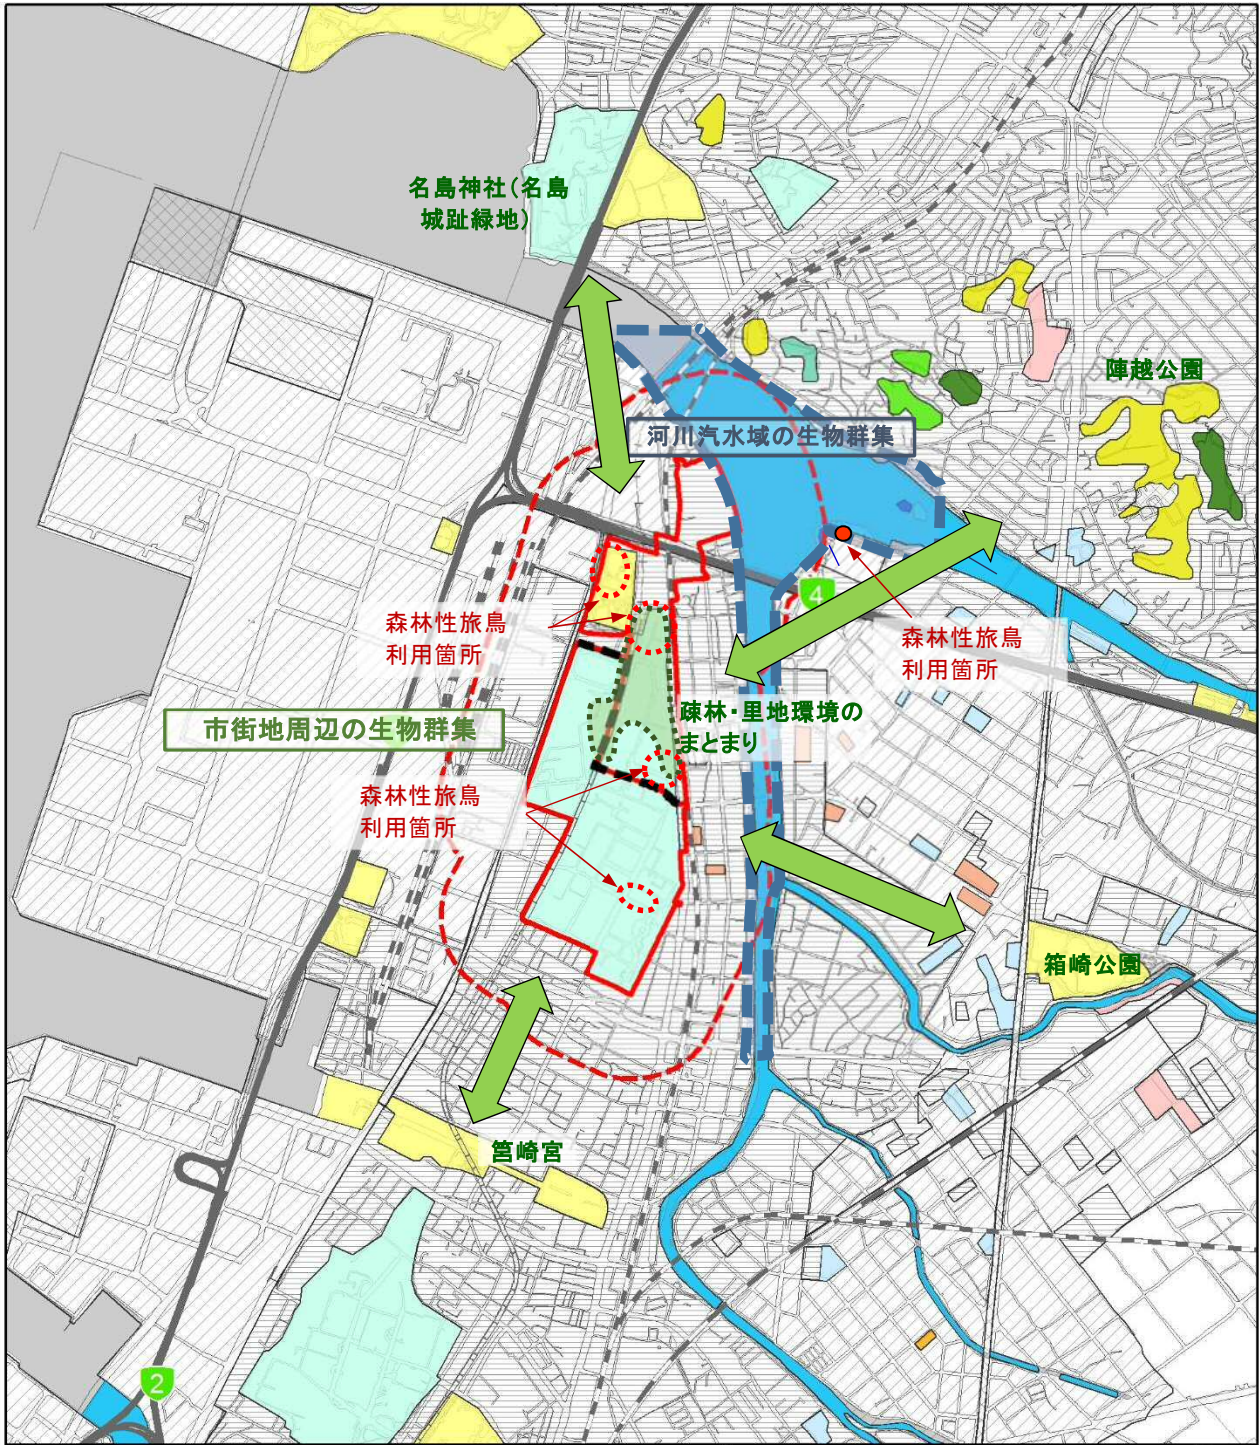 名島神社(名島
城趾緑地)
陣越公園
河川汽水域の生物群集
4
森林性旅鳥
利用箇所
森林性旅鳥
利用箇所
疎林・里地環境の
まとまり
市街地周辺の生物群集
森林性旅鳥
利用箇所
箱崎公園
筥崎宮
2